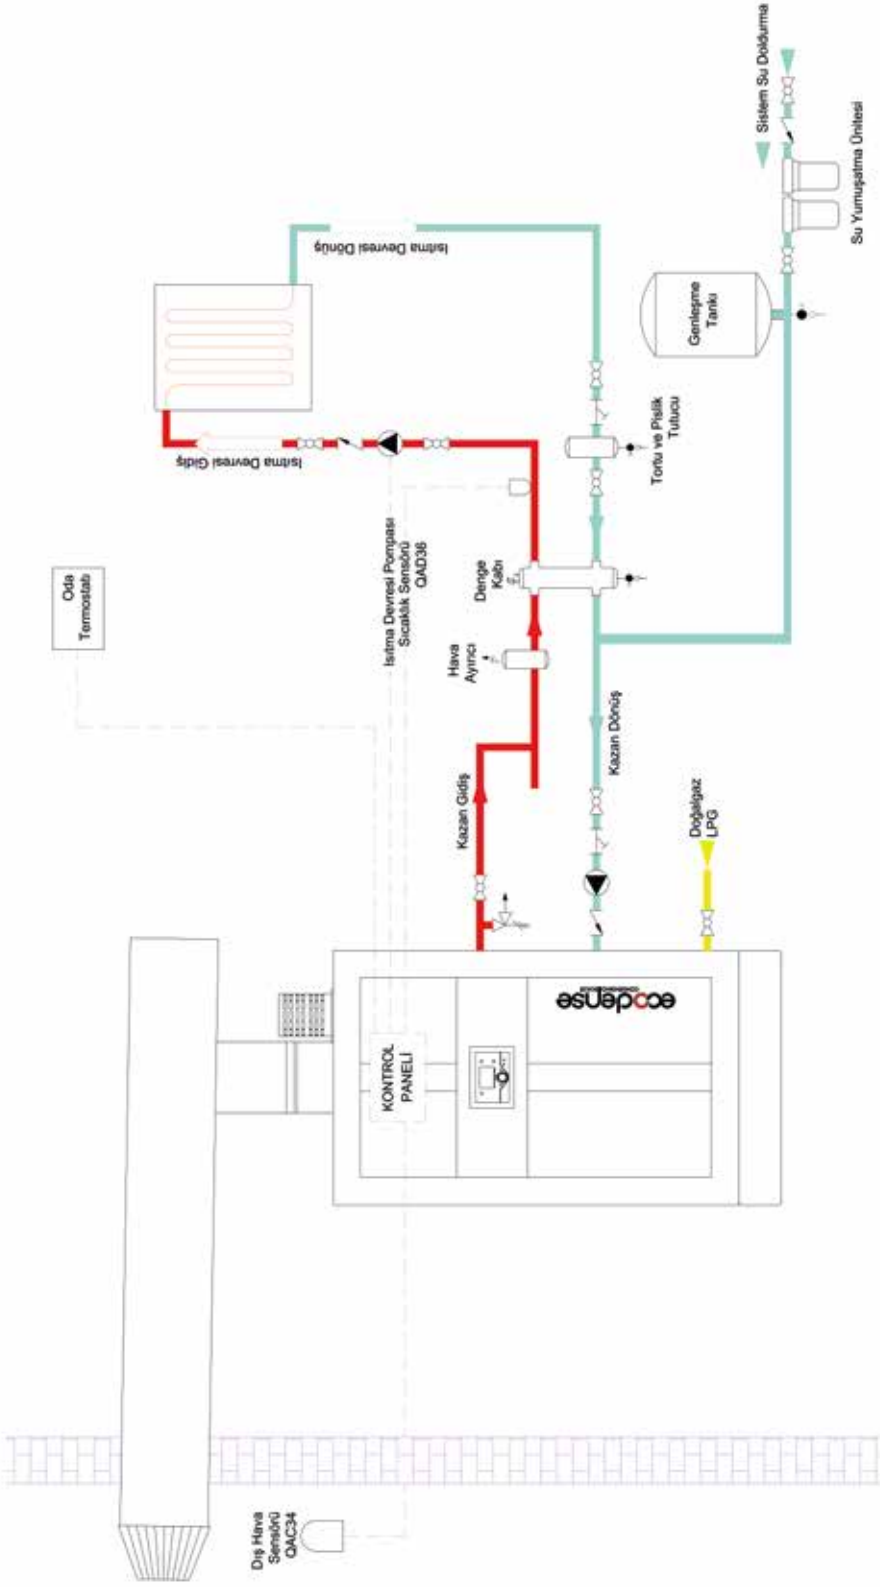 Dış Hava
Sensörü
QAC34
KONTROL
PANELİ
ecodense
Oda
Termostatı
Isıtma Devresi Pompası
Sıcaklık Sensörü
QAD36
Isıtma Devresi Gidiş
Isıtma Devresi Dönüş
Kazan Gidiş
Hava
Ayırıcı
Denge
Kabı
Kazan Dönüş
Tortu ve Pislik
Tutucu
Genleşme
Tankı
Doğalgaz
LPG
Sistem Su Doldurma
Su Yumuşatma Ünitesi